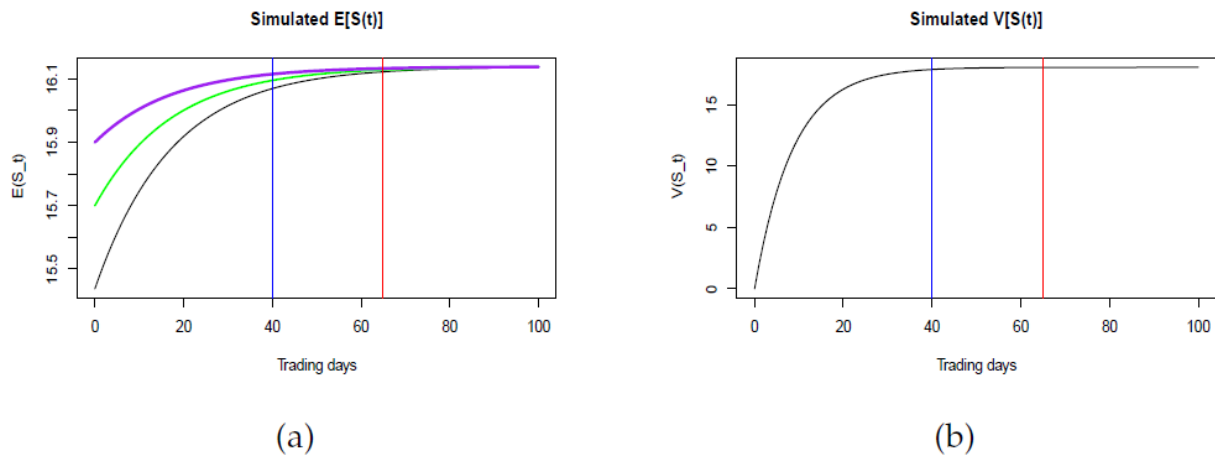 Simulated E[S(t)]
E(S_t)
16.1
15.9
15.7
15.5
0 20 40 60 80 100
Trading days
(a)
Simulated V[S(t)]
V(S_t)
15
10
5
0
0 20 40 60 80 100
Trading days
(b)